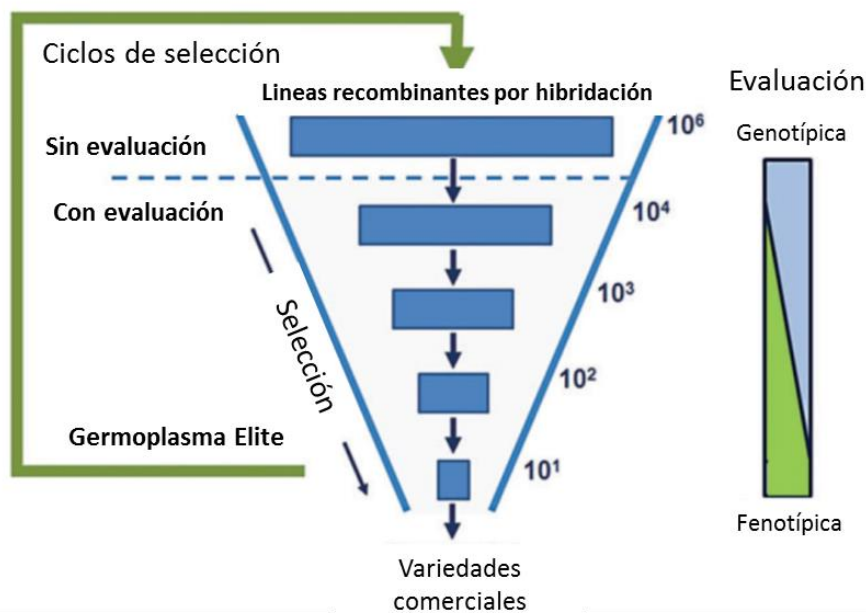 Ciclos de selección
Lineas recombinantes por hibridación
Evaluación
Genotípica
Sin evaluación
10⁶
Con evaluación
10⁴
Selección
10³
10²
Germoplasma Elite
10¹
Fenotípica
Variedades
comerciales